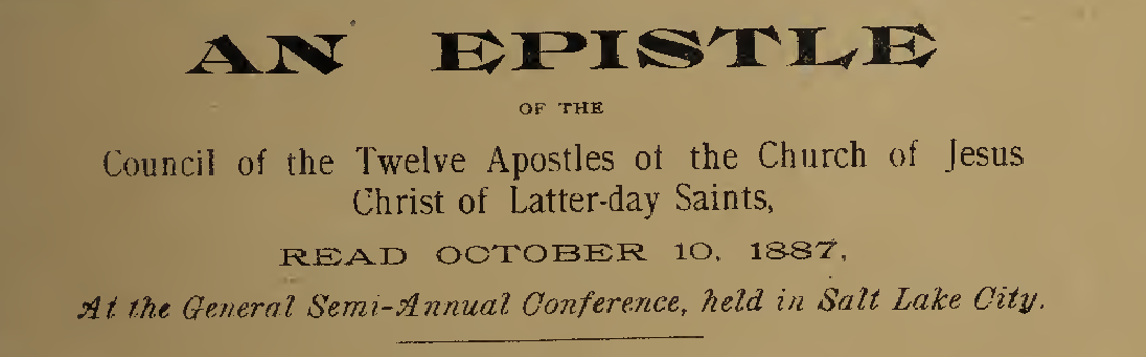 AN EPISTLE
OF THE
Council of the Twelve Apostles of the Church of Jesus
Christ of Latter-day Saints,
READ OCTOBER 10, 1887,
At the General Semi-Annual Conference, held in Salt Lake City.